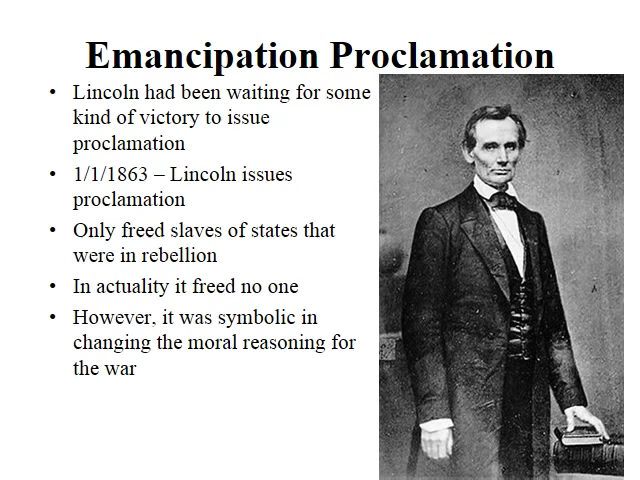 Emancipation Proclamation
• Lincoln had been waiting for some
kind of victory to issue
proclamation
• 1/1/1863 – Lincoln issues
proclamation
• Only freed slaves of states that
were in rebellion
• In actuality it freed no one
• However, it was symbolic in
changing the moral reasoning for
the war